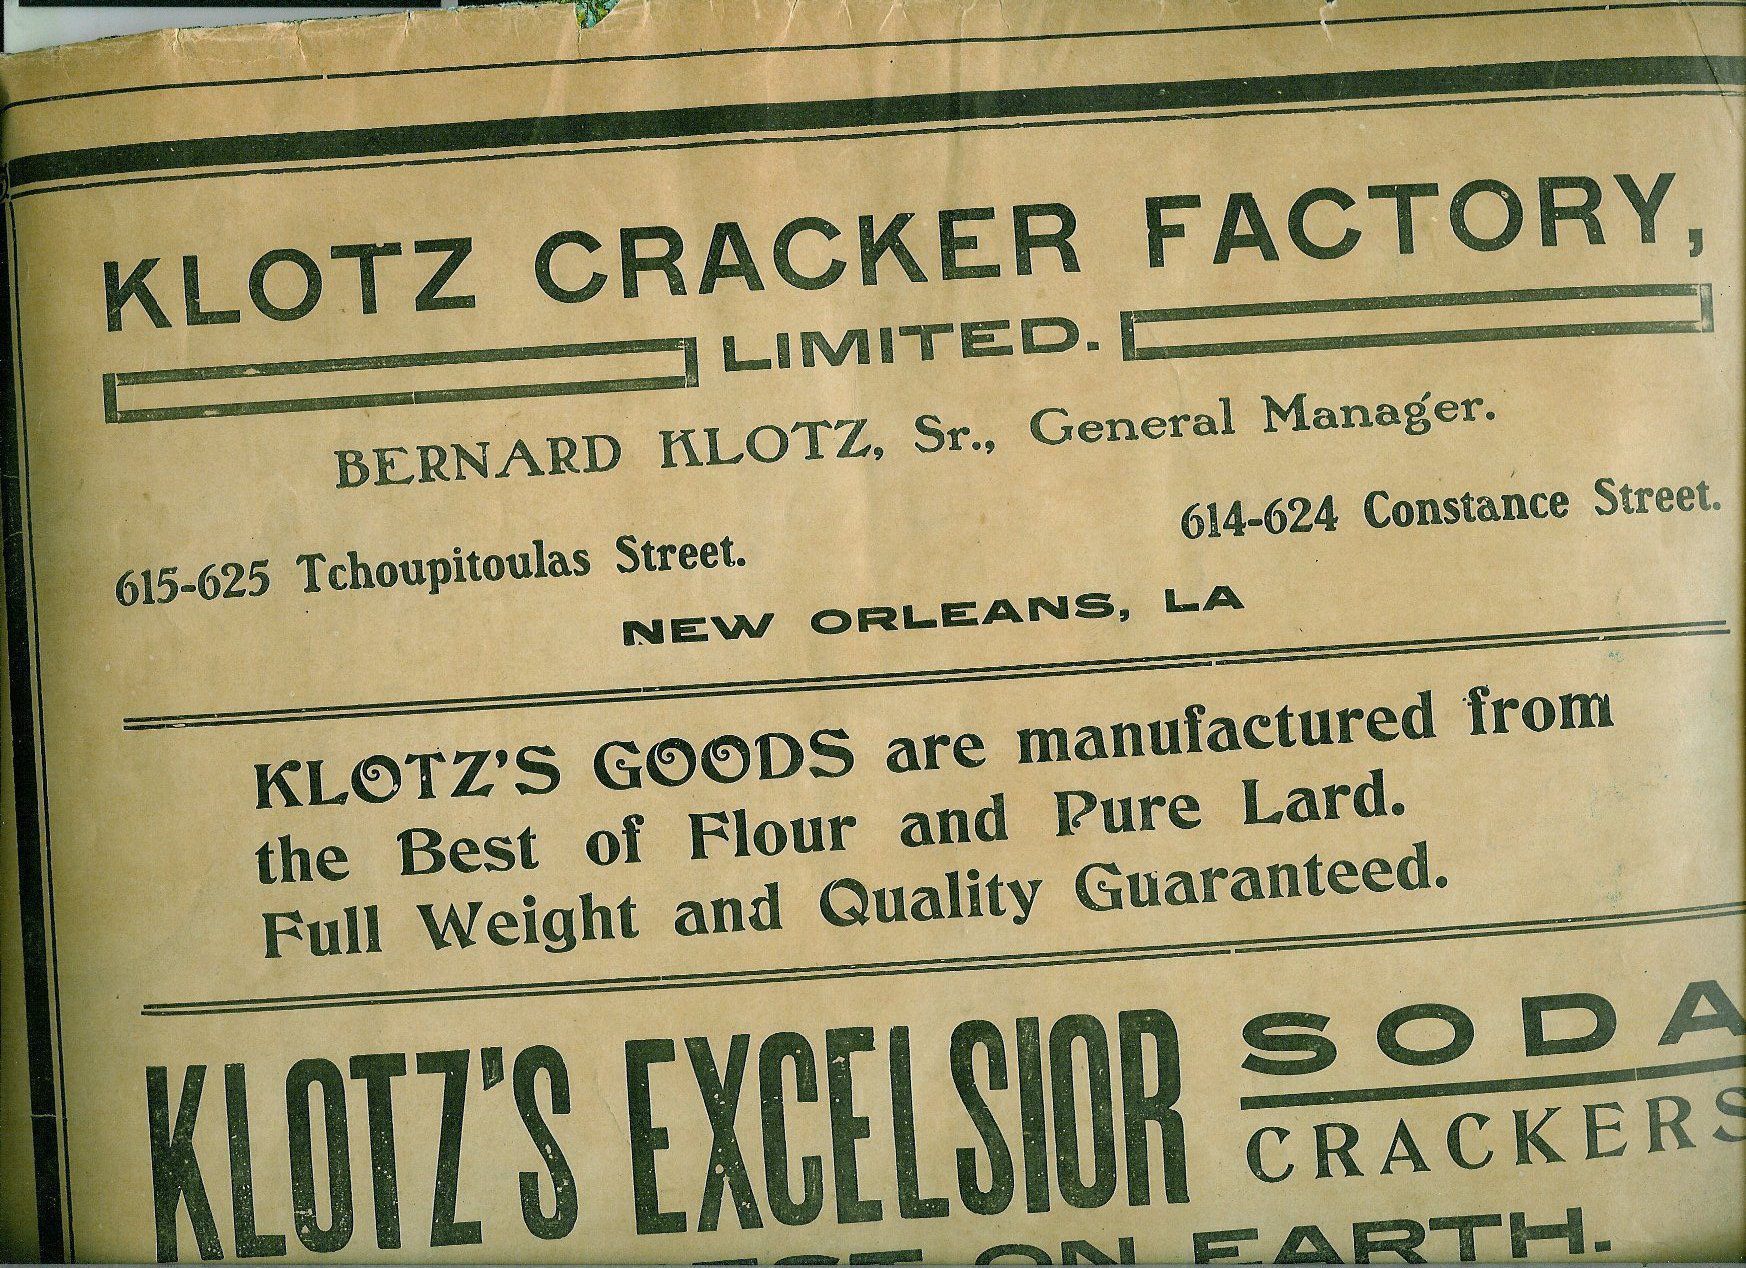 KLOTZ CRACKER FACTORY,
LIMITED.
BERNARD KLOTZ, Sr., General Manager.
615-625 Tchoupitoulas Street. 614-624 Constance Street.
NEW ORLEANS, LA
KLOTZ'S GOODS are manufactured from
the Best of Flour and Pure Lard.
Full Weight and Quality Guaranteed.
KLOTZ'S EXCELSIOR SODA
CRACKERS
ON EARTH.